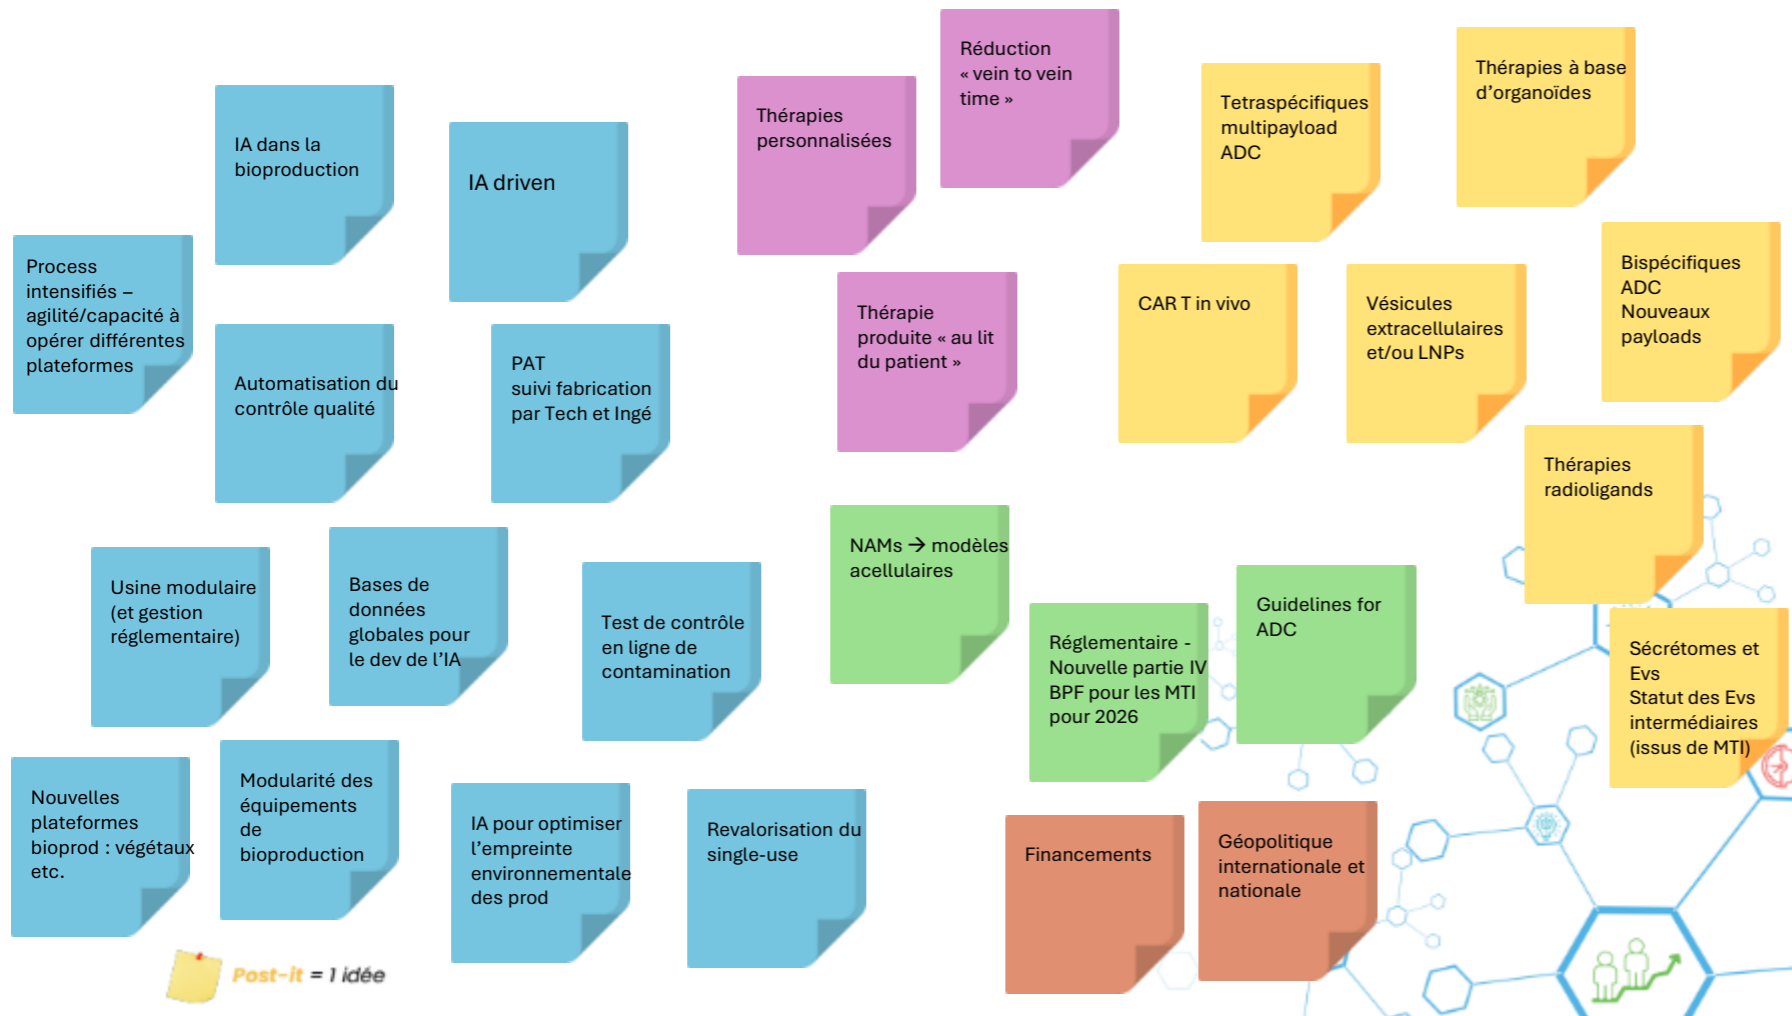 IA dans la
bioproduction
IA driven
Process
intensifiés –
agilité/capacité à
opérer différentes
plateformes
Automatisation du
contrôle qualité
PAT
suivi fabrication
par Tech et Ingé
Usine modulaire
(et gestion
réglementaire)
Bases de
données
globales pour
le dev de l’IA
Test de contrôle
en ligne de
contamination
Nouvelles
plateformes
bioprod : végétaux
etc.
Modularité des
équipements
de
bioproduction
IA pour optimiser
l’empreinte
environnementale
des prod
Revalorisation du
single-use
Thérapies
personnalisées
Réduction
« vein to vein
time »
Thérapie
produite « au lit
du patient »
Tetraspécifiques
multipayload
ADC
Thérapies à base
d’organoïdes
CAR T in vivo
Vésicules
extracellulaires
et/ou LNPs
Bispécifiques
ADC
Nouveaux
payloads
Thérapies
radioligands
Sécrétomes et
Evs
Statut des Evs
intermédiaires
(issus de MTI)
NAMs → modèles
acellulaires
Réglementaire -
Nouvelle partie IV
BPF pour les MTI
pour 2026
Guidelines for
ADC
Financements
Géopolitique
internationale et
nationale
Post-it = 1 idée